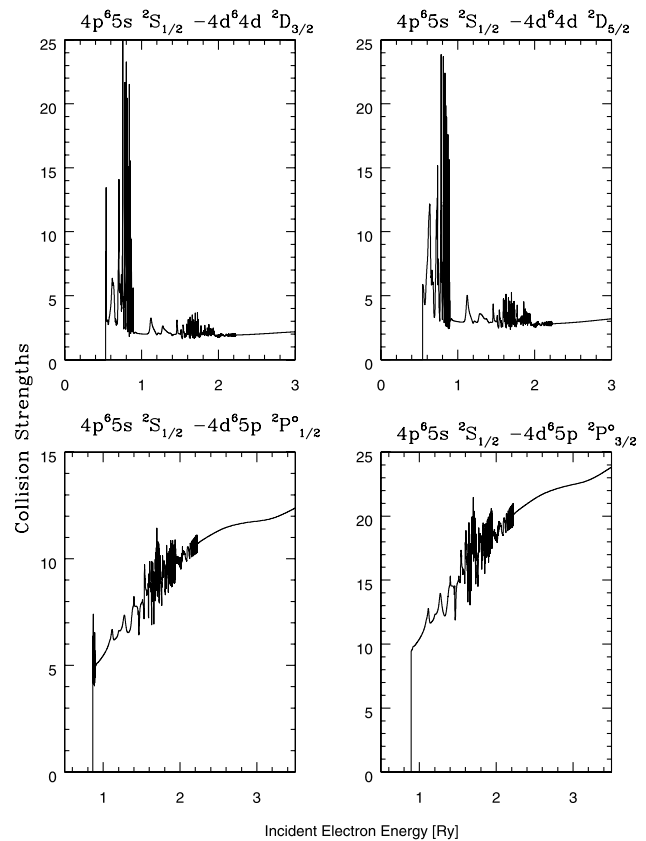 4p⁶5s ²S₁/₂ −4d⁶4d ²D₃/₂
4p⁶5s ²S₁/₂ −4d⁶4d ²D₅/₂
25
20
15
10
5
0
0 1 2 3
25
20
15
10
5
0
0 1 2 3
Collision Strengths
4p⁶5s ²S₁/₂ −4d⁶5p ²P°₁/₂
4p⁶5s ²S₁/₂ −4d⁶5p ²P°₃/₂
15
10
5
0
1 2 3
25
20
15
10
5
0
1 2 3
Incident Electron Energy [Ry]